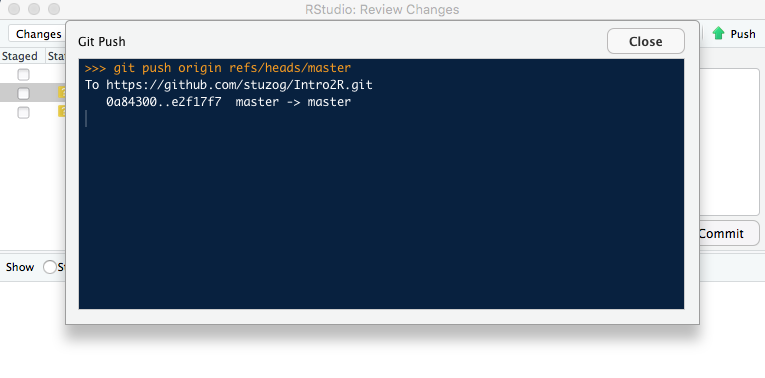 RStudio: Review Changes
Changes
Push
Git Push
Close
Staged
>>> git push origin refs/heads/master
To https://github.com/stuzog/Intro2R.git
0a84300..e2f17f7 master -> master
Commit
Show